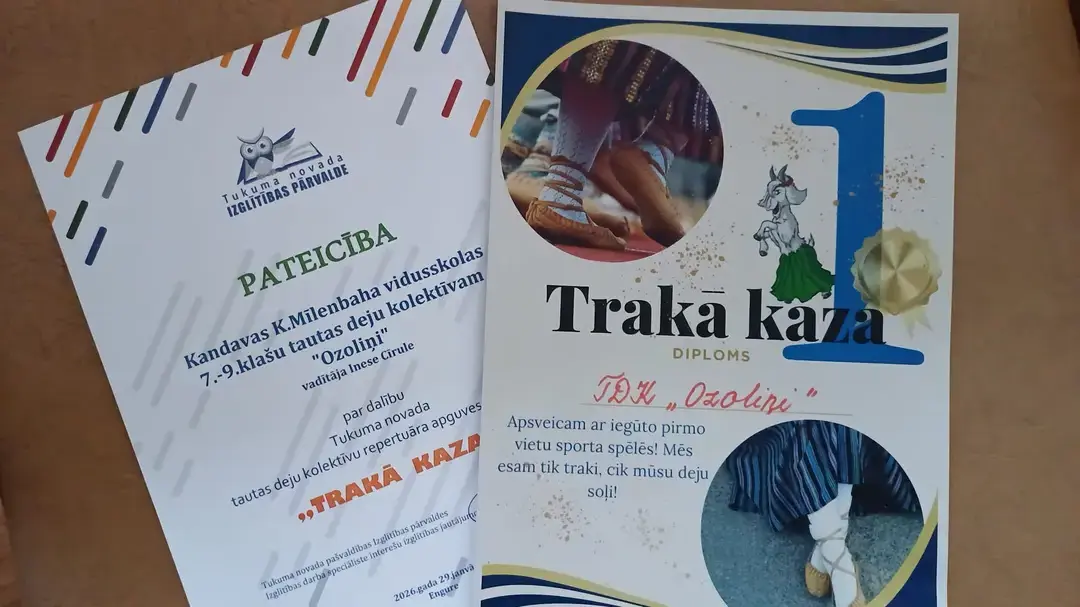 Tukuma novada
IZGLĪTĪBAS PĀRVALDE
PATEICĪBA
Kandavas K.Mīlenbaha vidusskolas
7.-9.klašu tautas deju kolektīvam
"Ozoliņi"
vadītāja Inese Cīrule
par dalību
Tukuma novada
tautas deju kolektīvu repertuāra apguves
„TRAKĀ KAZA
Tukuma novada pašvaldības Izglītības pārvaldes
Izglītības darba speciāliste interešu izglītības jautājumos
2026.gada 29.janvā
Engure
1
Trakā kaza
DIPLOMS
TDK „Ozoliņi"
Apsveicam ar iegūto pirmo
vietu sporta spēlēs! Mēs
esam tik traki, cik mūsu deju
soļi!